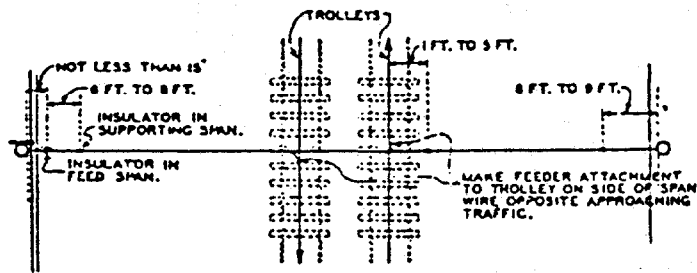 TROLLEYS
1 FT. TO 5 FT.
NOT LESS THAN 15"
6 FT. TO 8 FT.
8 FT. TO 9 FT.
INSULATOR IN
SUPPORTING SPAN.
INSULATOR IN
FEED SPAN.
MAKE FEEDER ATTACHMENT
TO THOLLEY ON SIDE OF SPAN
WIRE OPPOSITE APPROACHING
TRAFFIC.